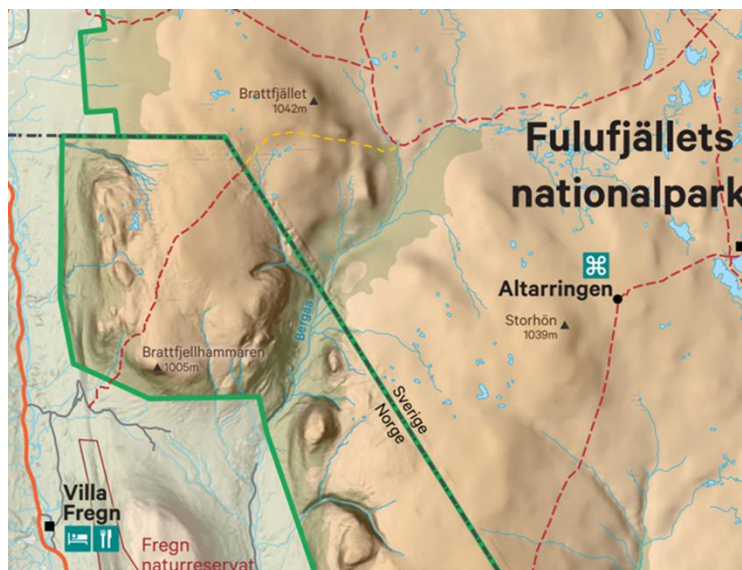 Brattfjället
1042m
Fulufjällets
nationalpark
Altarringen
Storhön
1039m
Bergåa
Brattfjellhammaren
1005m
Sverige
Norge
Villa
Fregn
Fregn
naturreservat